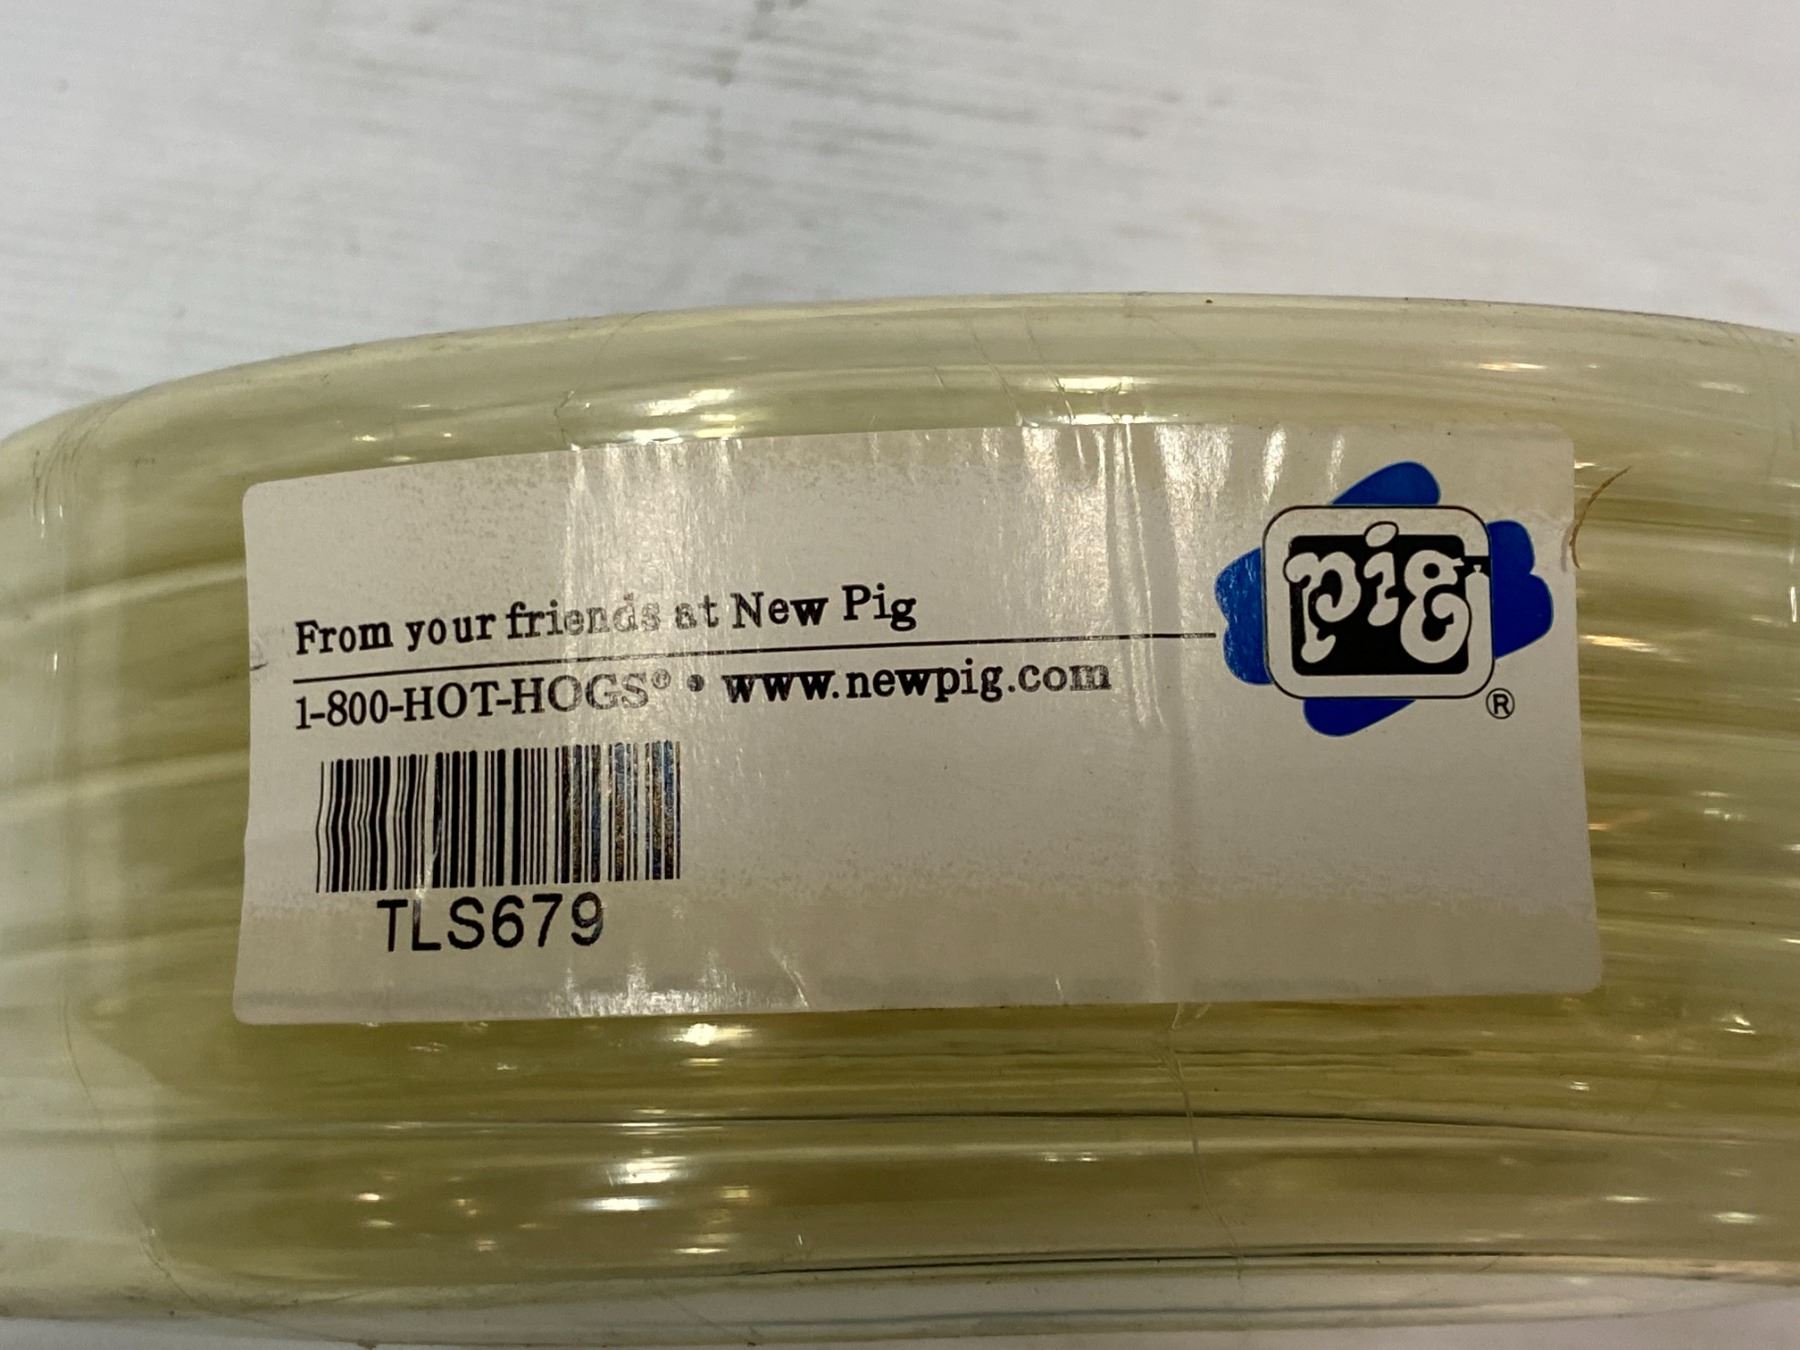 From your friends at New Pig
1-800-HOT-HOGS® • www.newpig.com
pig
®
TLS679